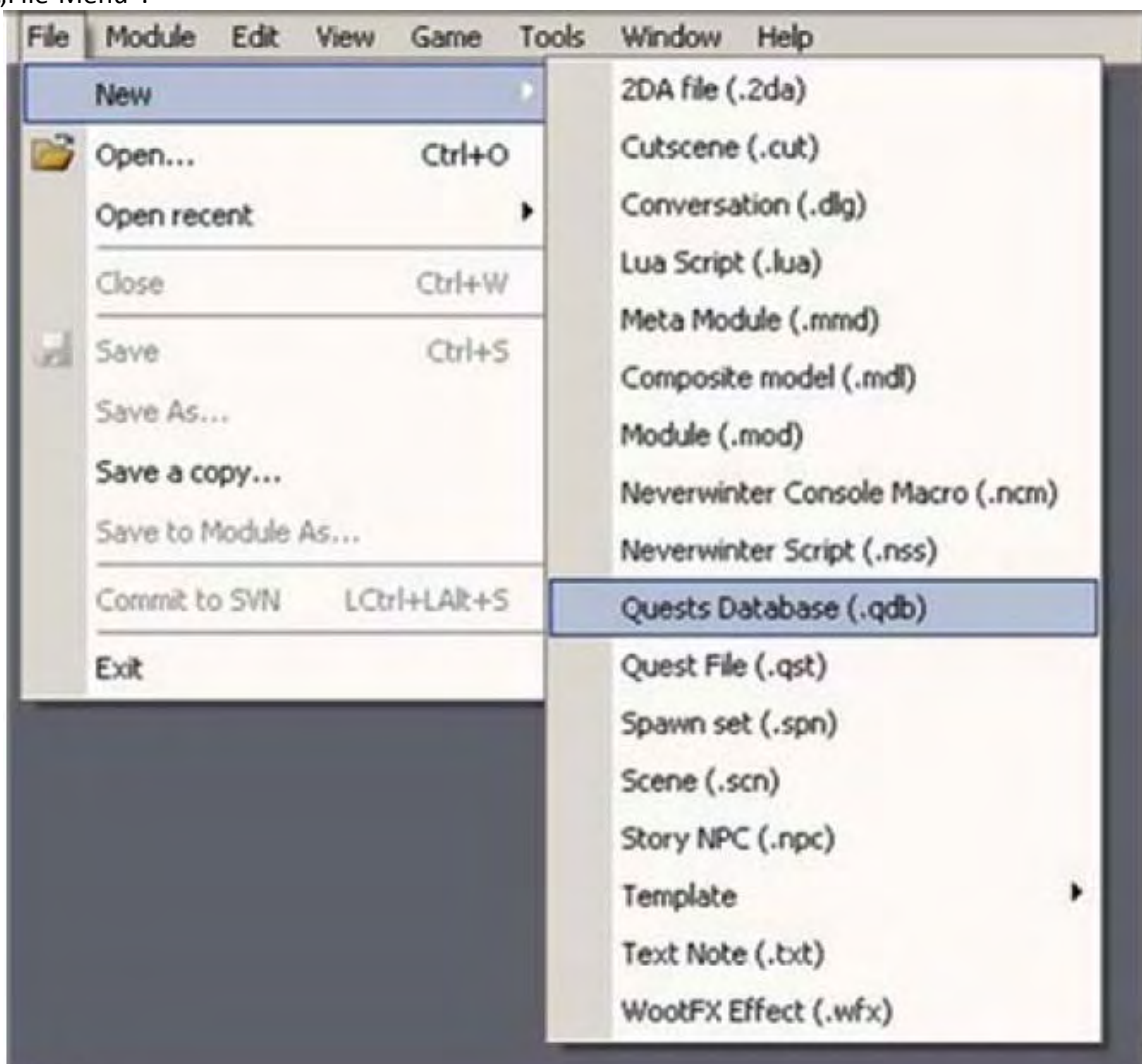 File Menu .
File Module Edit View Game Tools Window Help
New
Open... Ctrl+O
Open recent
Close Ctrl+W
Save Ctrl+S
Save As...
Save a copy...
Save to Module As...
Commit to SVN LCtrl+LAlt+S
Exit
2DA file (.2da)
Cutscene (.cut)
Conversation (.dlg)
Lua Script (.lua)
Meta Module (.mmd)
Composite model (.mdl)
Module (.mod)
Neverwinter Console Macro (.ncm)
Neverwinter Script (.nss)
Quests Database (.qdb)
Quest File (.qst)
Spawn set (.spn)
Scene (.scn)
Story NPC (.npc)
Template
Text Note (.txt)
WootFX Effect (.wfx)